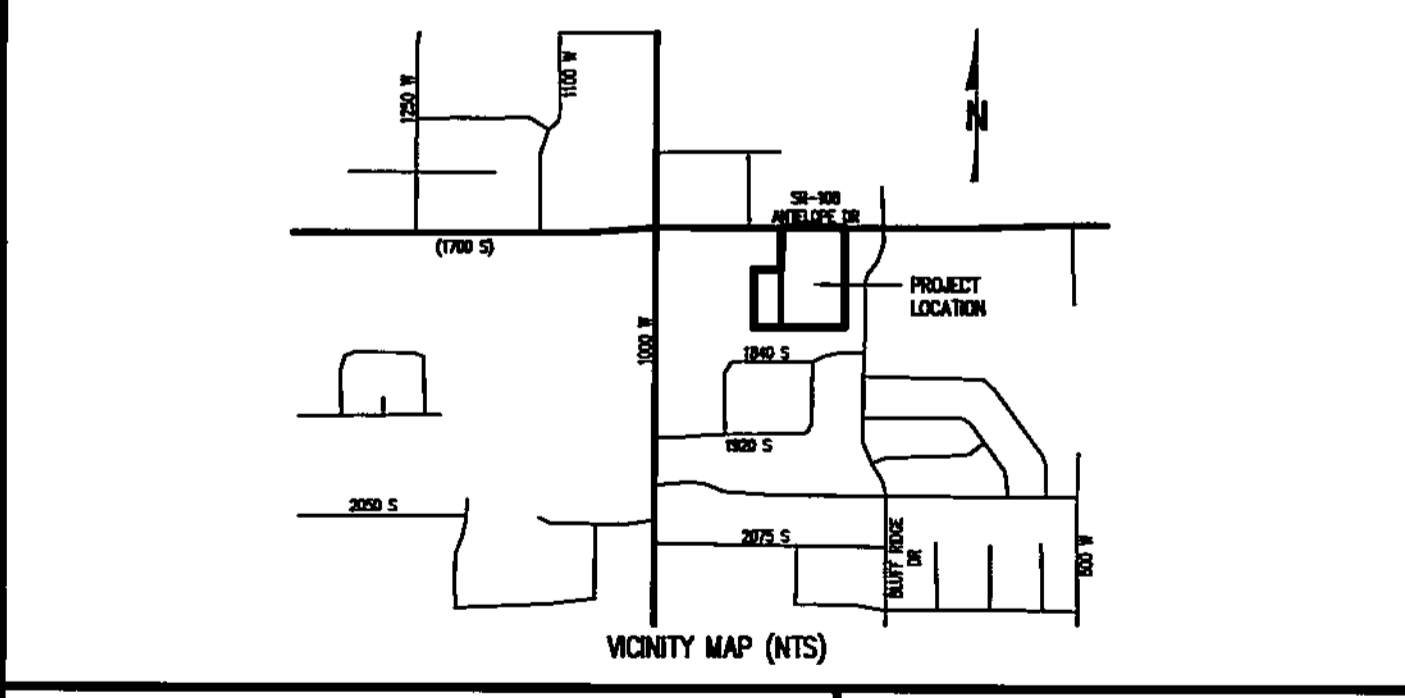 1250 W
1100 W
N
SR-108
ANTELOPE DR
(1700 S)
PROJECT
LOCATION
1000 W
1840 S
1920 S
2050 S
2075 S
BLUFF RIDGE
DR
VICINITY MAP (NTS)